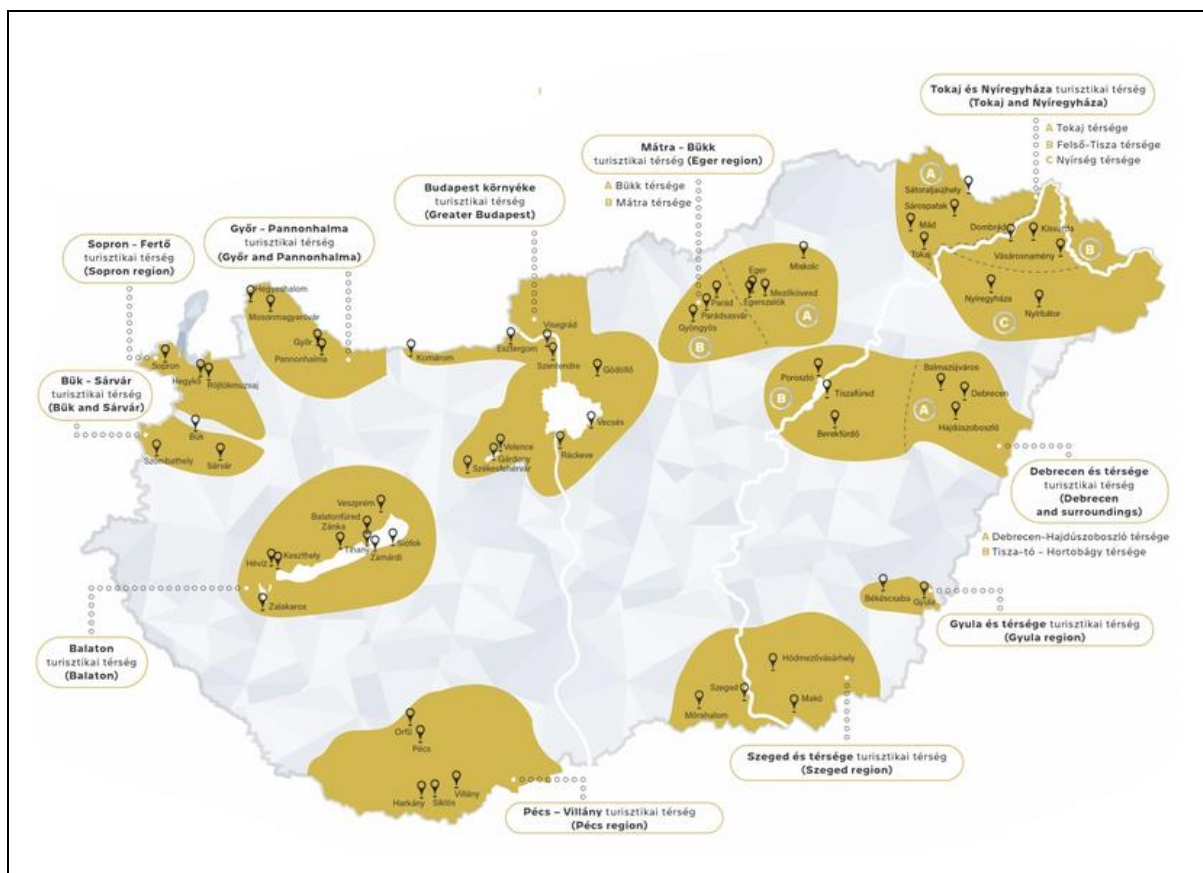 Tokaj és Nyíregyháza turisztikai térség
(Tokaj and Nyíregyháza)
A Tokaj térsége
B Felső-Tisza térsége
C Nyírség térsége
Mátra - Bükk
turisztikai térség (Eger region)
A Bükk térsége
B Mátra térsége
Budapest környéke
turisztikai térség
(Greater Budapest)
Győr - Pannonhalma
turisztikai térség
(Győr and Pannonhalma)
Sopron - Fertő
turisztikai térség
(Sopron region)
Bük - Sárvár
turisztikai térség
(Bük and Sárvár)
A
Sátoraljaújhely
Sárospatak
Mád
Tokaj
Dombrád
Kisvárda
Vásárosnamény
B
Nyíregyháza
Nyírbátor
C
Miskolc
Eger
Mezőkövesd
Egerszalók
Parád
Parádsasvár
Gyöngyös
A
B
Hegyeshalom
Mosonmagyaróvár
Győr
Pannonhalma
Komárom
Esztergom
Visegrád
Szentendre
Gödöllő
Vecsés
Ráckeve
Velence
Gárdony
Székesfehérvár
Sopron
Hegykő
Röjtökmuzsaj
Bük
Szombathely
Sárvár
Poroszló
Tiszafüred
Berekfürdő
B
Balmazújváros
Debrecen
Hajdúszoboszló
A
Debrecen és térsége
turisztikai térség
(Debrecen
and surroundings)
A Debrecen-Hajdúszoboszló térsége
B Tisza-tó - Hortobágy térsége
Veszprém
Balatonfüred
Zánka
Tihany
Siófok
Zamárdi
Keszthely
Hévíz
Zalakaros
Balaton
turisztikai térség
(Balaton)
Békéscsaba
Gyula
Gyula és térsége turisztikai térség
(Gyula region)
Hódmezővásárhely
Szeged
Makó
Mórahalom
Szeged és térsége turisztikai térség
(Szeged region)
Orfű
Pécs
Harkány
Siklós
Villány
Pécs - Villány turisztikai térség
(Pécs region)